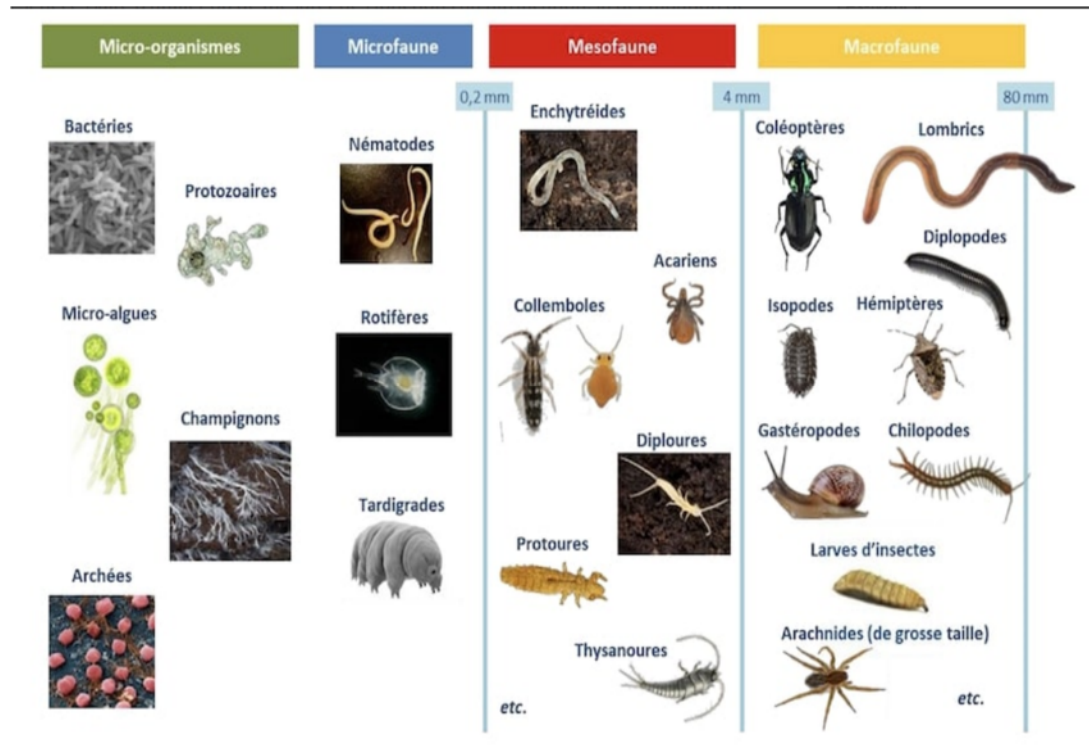 Micro-organismes
Microfaune
Mesofaune
Macrofaune
0,2 mm
4 mm
80 mm
Bactéries
Protozoaires
Micro-algues
Champignons
Archées
Nématodes
Rotifères
Tardigrades
Enchytréides
Acariens
Collemboles
Diploures
Protoures
Thysanoures
etc.
Coléoptères
Lombrics
Diplopodes
Isopodes
Hémiptères
Gastéropodes
Chilopodes
Larves d'insectes
Arachnides (de grosse taille)
etc.